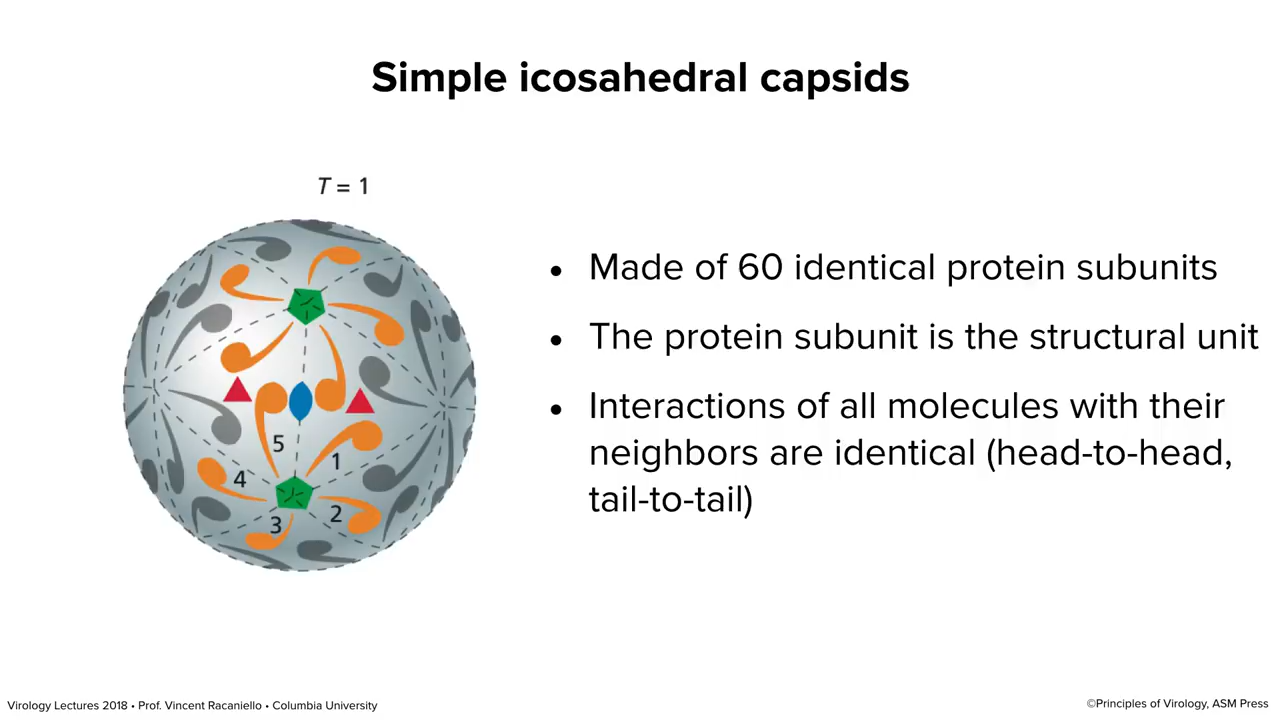 Simple icosahedral capsids
T = 1
5
1
4
2
3
• Made of 60 identical protein subunits
• The protein subunit is the structural unit
• Interactions of all molecules with their
neighbors are identical (head-to-head,
tail-to-tail)
Virology Lectures 2018 • Prof. Vincent Racaniello • Columbia University
©Principles of Virology, ASM Press